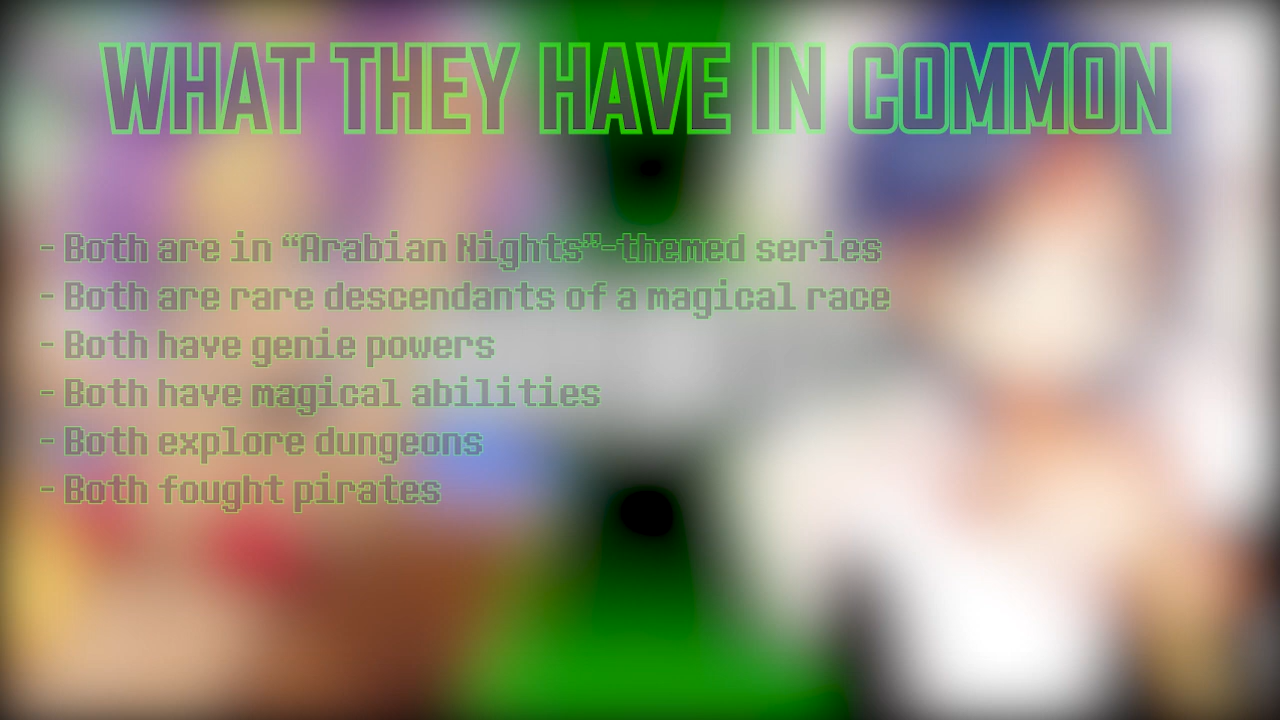 WHAT THEY HAVE IN COMMON
- Both are in “Arabian Nights”-themed series
- Both are rare descendants of a magical race
- Both have genie powers
- Both have magical abilities
- Both explore dungeons
- Both fought pirates